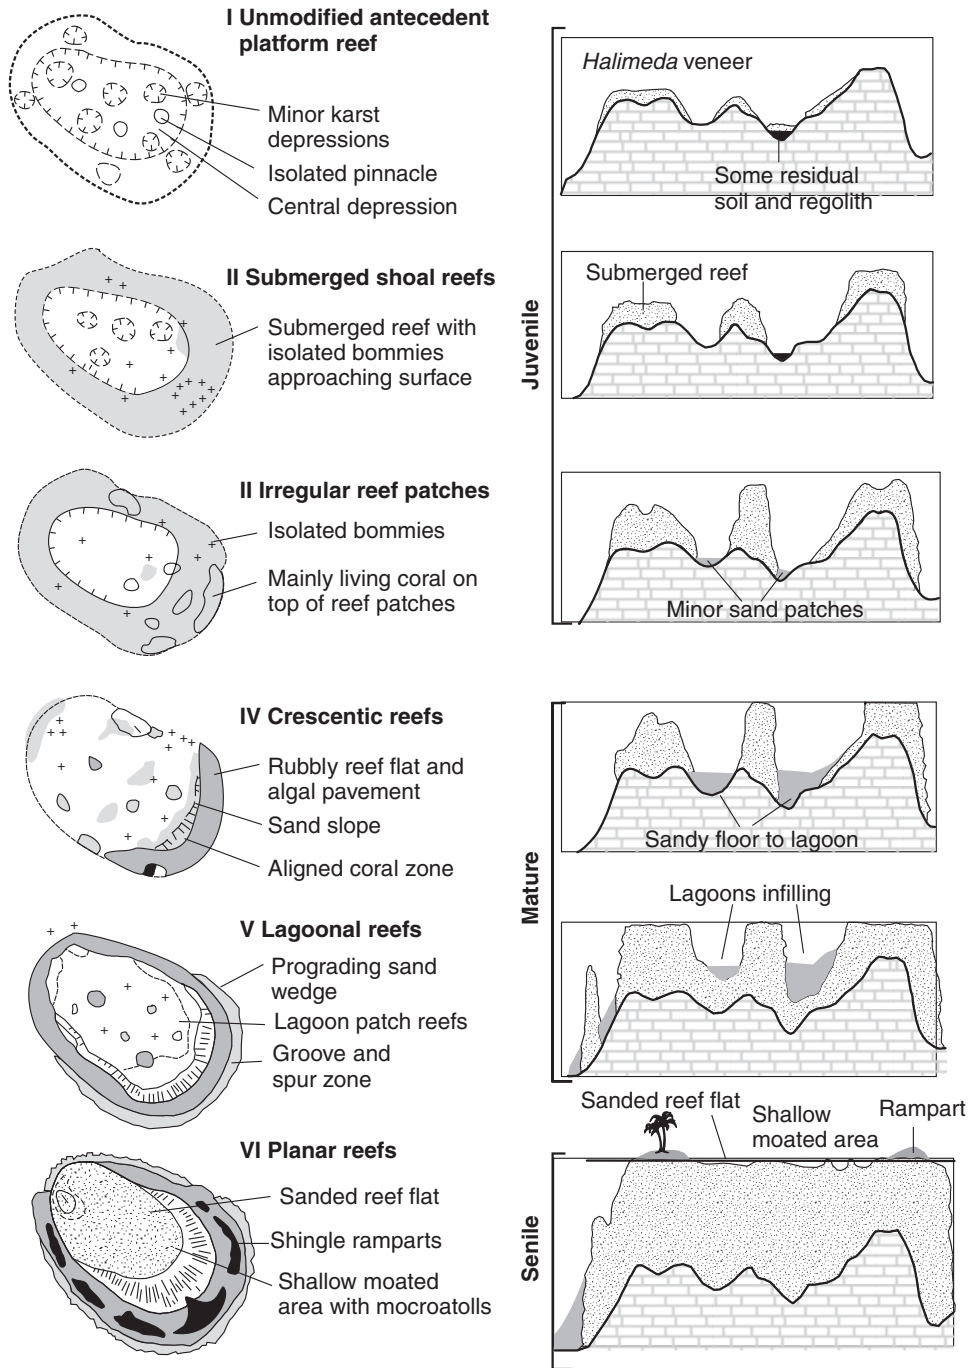 I Unmodified antecedent
platform reef
Minor karst
depressions
Isolated pinnacle
Central depression
Halimeda veneer
Some residual
soil and regolith
II Submerged shoal reefs
Submerged reef with
isolated bommies
approaching surface
Submerged reef
Juvenile
II Irregular reef patches
Isolated bommies
Mainly living coral on
top of reef patches
Minor sand patches
IV Crescentic reefs
Rubbly reef flat and
algal pavement
Sand slope
Aligned coral zone
Sandy floor to lagoon
Mature
V Lagoonal reefs
Prograding sand
wedge
Lagoon patch reefs
Groove and
spur zone
Lagoons infilling
VI Planar reefs
Sanded reef flat
Shingle ramparts
Shallow moated
area with mocroatolls
Sanded reef flat
Shallow
moated area
Rampart
Senile